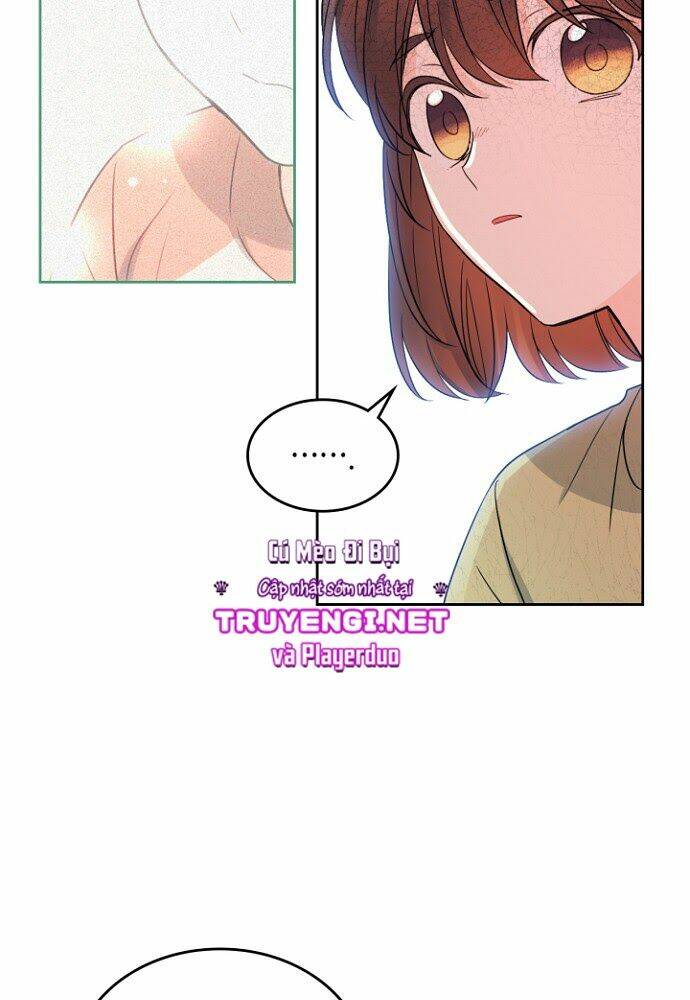 .......
Cú Mèo Đi Bụi
Cập nhật sớm nhất tại
TRUYENGI.NET
và Playerduo